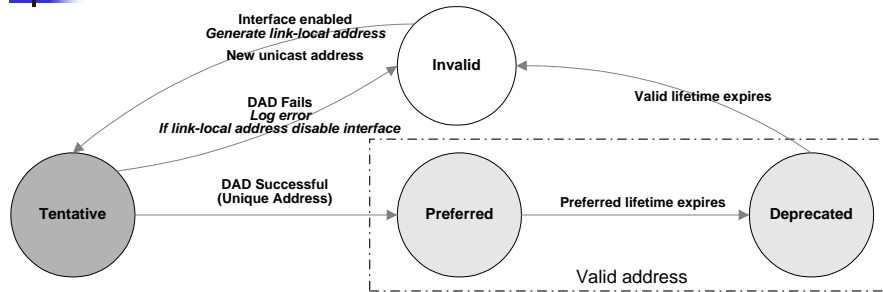 Interface enabled
Generate link-local address
New unicast address
Invalid
DAD Fails
Log error
If link-local address disable interface
Valid lifetime expires
DAD Successful
(Unique Address)
Tentative
Preferred
Preferred lifetime expires
Deprecated
Valid address